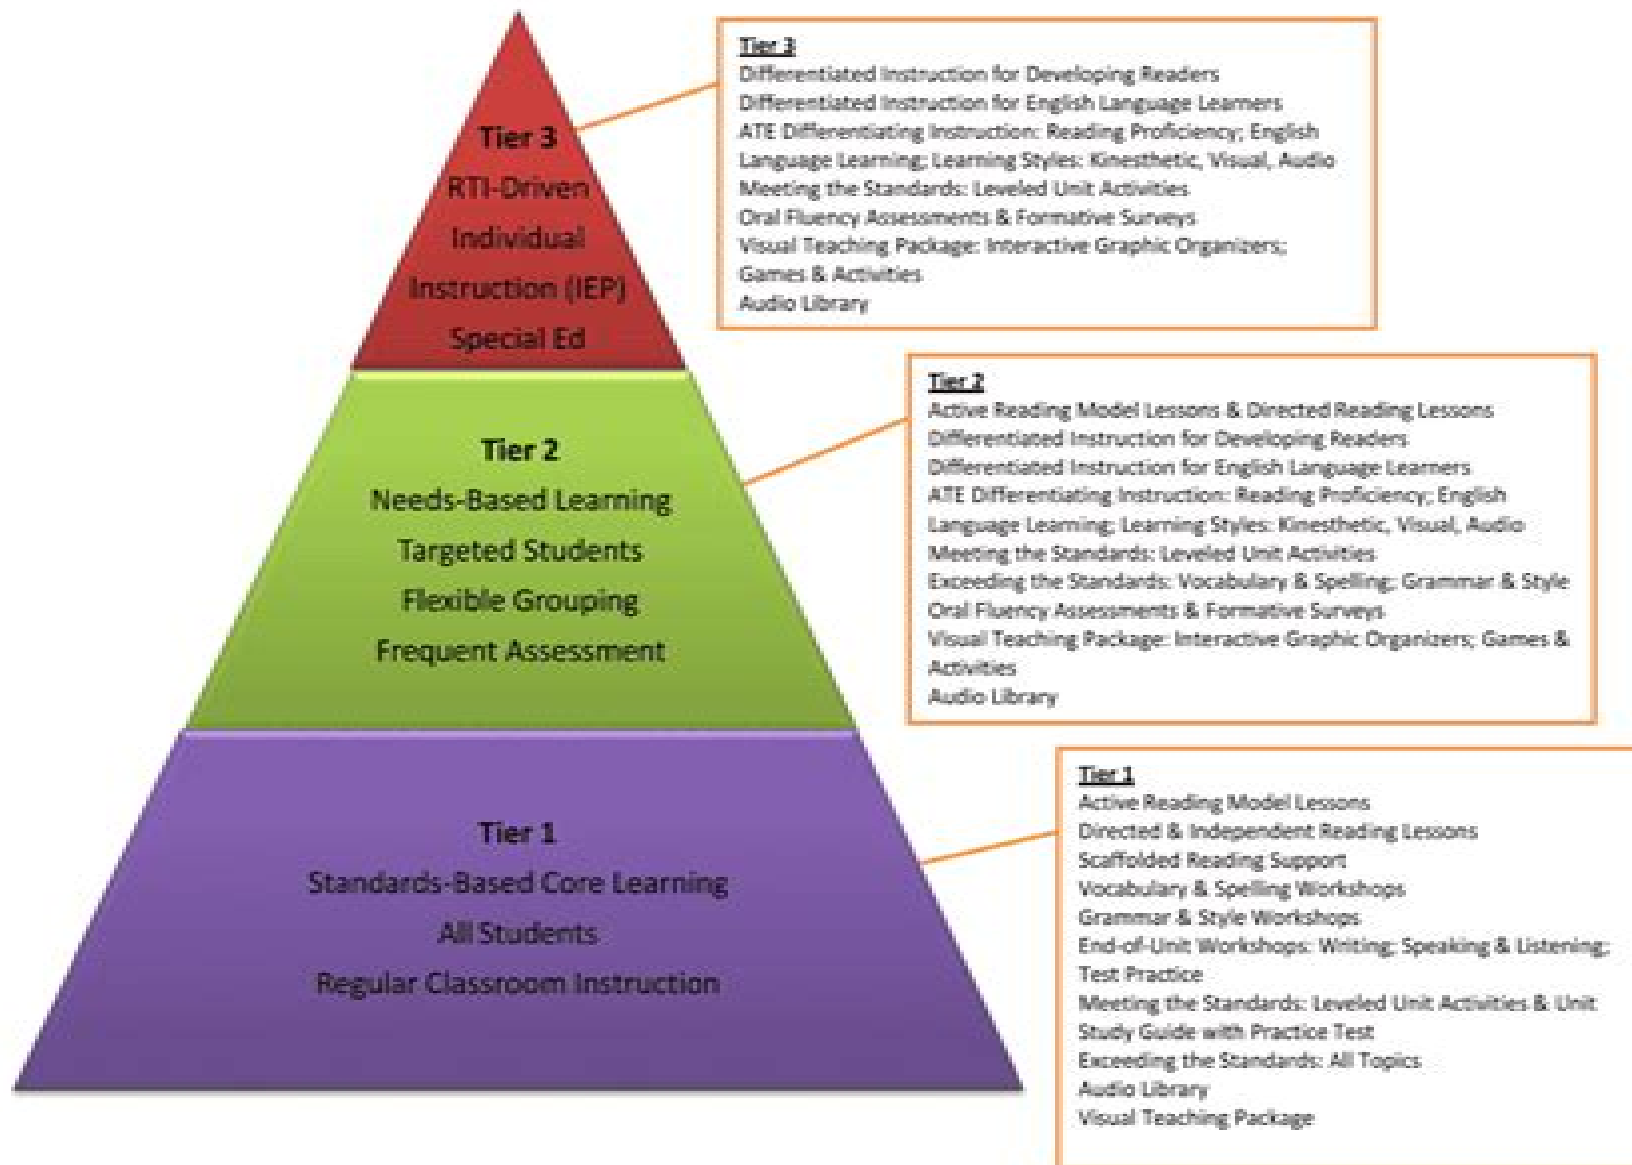 Tier 3
RTI-Driven
Individual
Instruction (IEP)
Special Ed
Tier 2
Needs-Based Learning
Targeted Students
Flexible Grouping
Frequent Assessment
Tier 1
Standards-Based Core Learning
All Students
Regular Classroom Instruction
Tier 3
Differentiated Instruction for Developing Readers
Differentiated Instruction for English Language Learners
ATE Differentiating Instruction: Reading Proficiency; English
Language Learning; Learning Styles: Kinesthetic, Visual, Audio
Meeting the Standards: Leveled Unit Activities
Oral Fluency Assessments & Formative Surveys
Visual Teaching Package: Interactive Graphic Organizers;
Games & Activities
Audio Library
Tier 2
Active Reading Model Lessons & Directed Reading Lessons
Differentiated Instruction for Developing Readers
Differentiated Instruction for English Language Learners
ATE Differentiating Instruction: Reading Proficiency; English
Language Learning; Learning Styles: Kinesthetic, Visual, Audio
Meeting the Standards: Leveled Unit Activities
Exceeding the Standards: Vocabulary & Spelling; Grammar & Style
Oral Fluency Assessments & Formative Surveys
Visual Teaching Package: Interactive Graphic Organizers; Games &
Activities
Audio Library
Tier 1
Active Reading Model Lessons
Directed & Independent Reading Lessons
Scaffolded Reading Support
Vocabulary & Spelling Workshops
Grammar & Style Workshops
End-of-Unit Workshops: Writing; Speaking & Listening;
Test Practice
Meeting the Standards: Leveled Unit Activities & Unit
Study Guide with Practice Test
Exceeding the Standards: All Topics
Audio Library
Visual Teaching Package